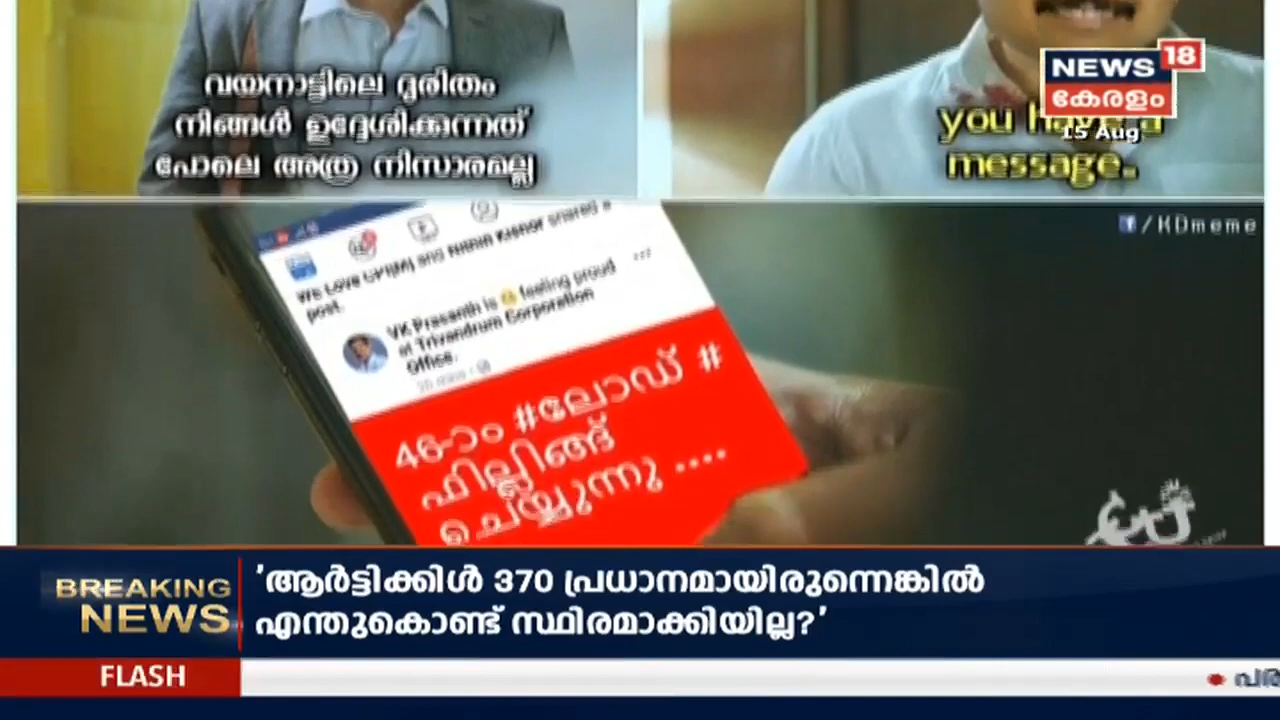 വയനാട്ടിലെ ദുരിതം
നിങ്ങൾ ഉദ്ദേശിക്കുന്നത്
പോലെ അത്ര നിസാരമല്ല
you have a
message..
NEWS 18
കേരളം
15 Aug
f/KDmeme
We Love CPI(M) and Nithin Kishor shared a
post.
VK Prasanth is feeling proud
at Trivandrum Corporation
Office.
46-ാം #ലോഡ് #
ഫില്ലിങ്ങ്
ചെയ്യുന്നു ....
BREAKING
NEWS
'ആർട്ടിക്കിൾ 370 പ്രധാനമായിരുന്നെങ്കിൽ
എന്തുകൊണ്ട് സ്ഥിരമാക്കിയില്ല?'
FLASH